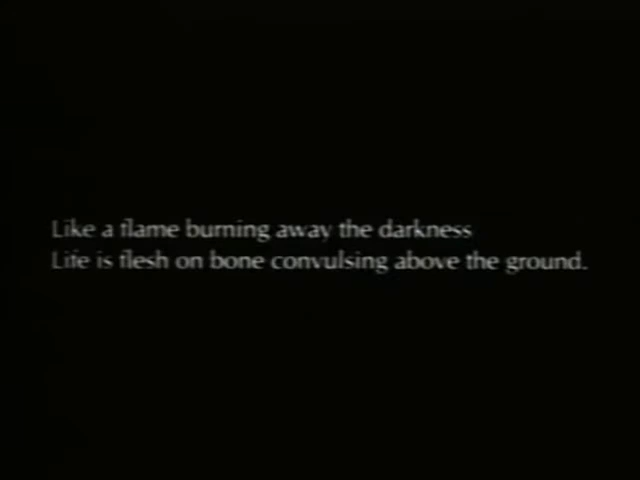 Like a flame burning away the darkness
Life is flesh on bone convulsing above the ground.